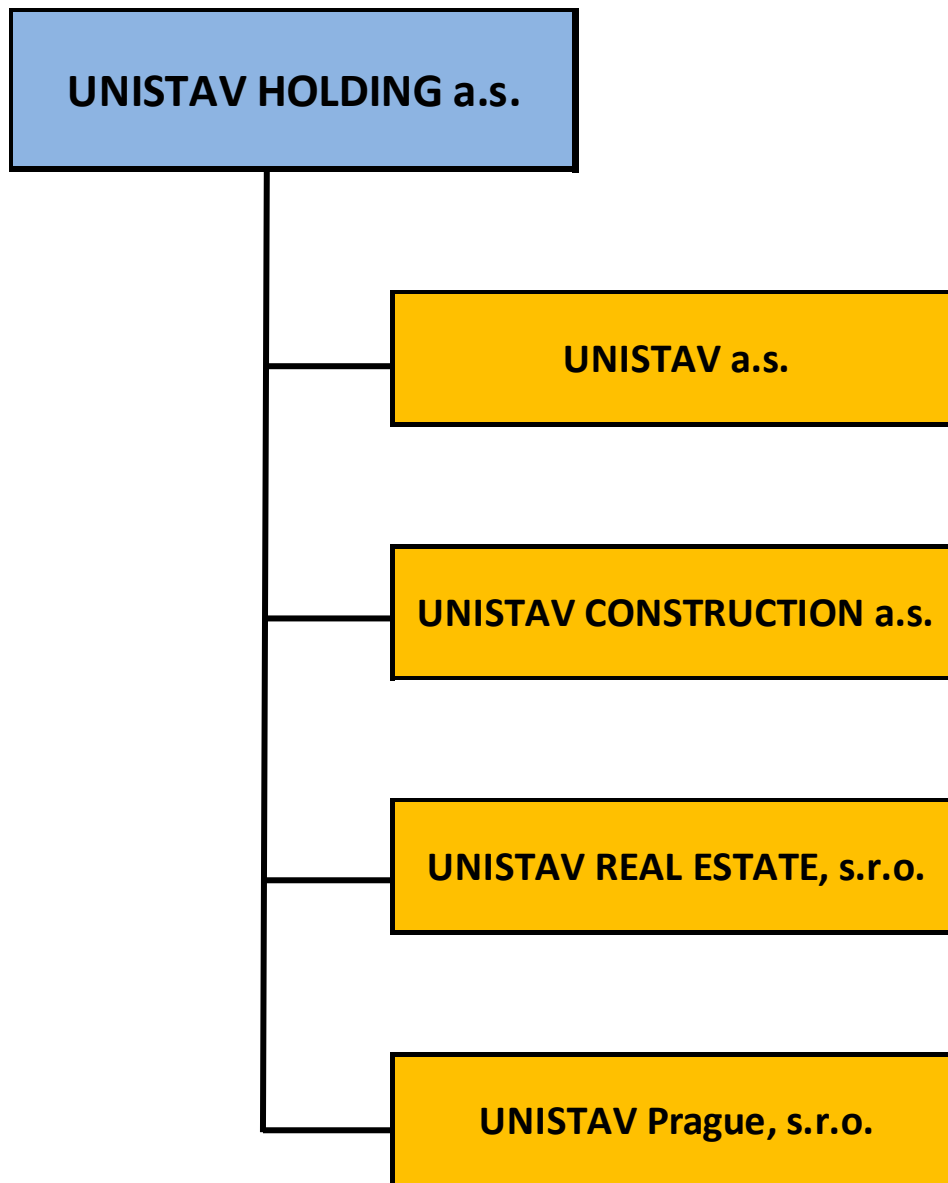 UNISTAV HOLDING a.s.
UNISTAV a.s.
UNISTAV CONSTRUCTION a.s.
UNISTAV REAL ESTATE, s.r.o.
UNISTAV Prague, s.r.o.